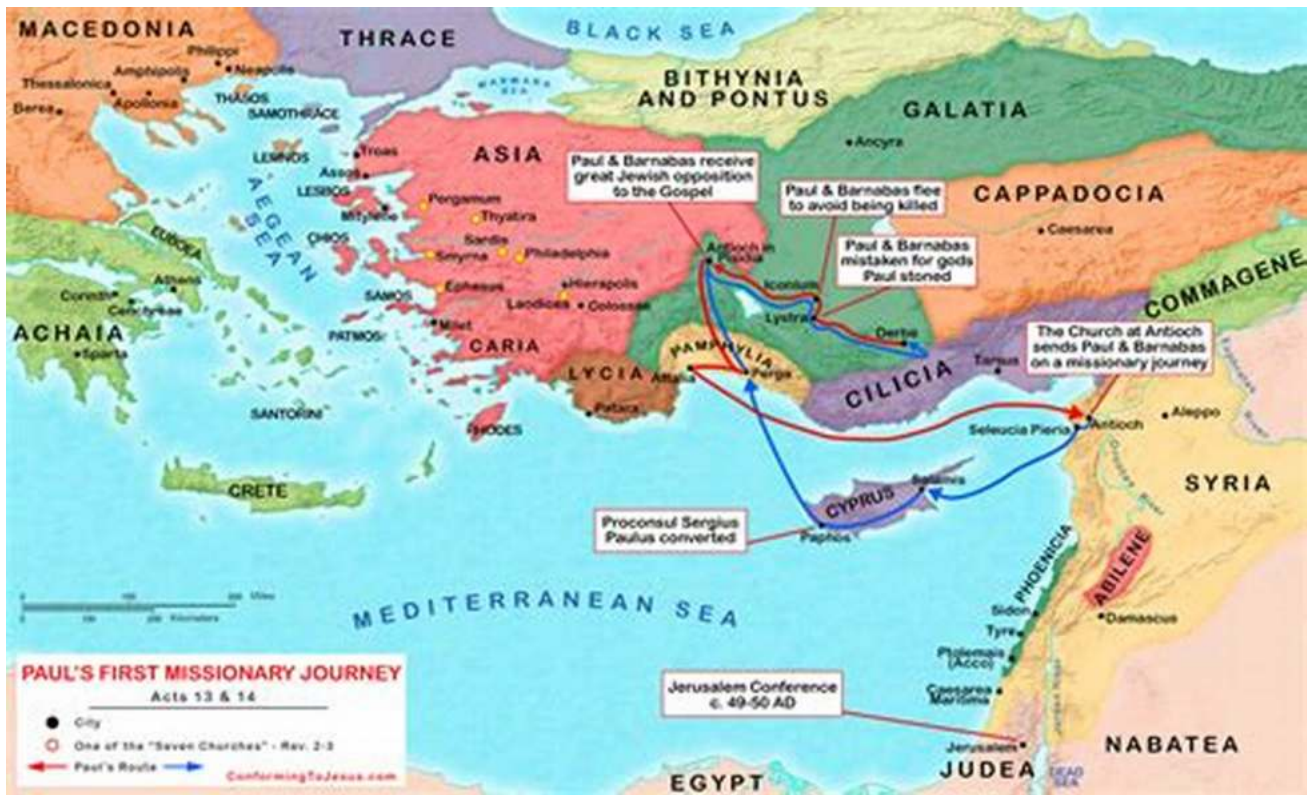 MACEDONIA
THRACE
BLACK SEA
Philippi
Neapolis
Amphipolis
Thessalonica
Apollonia
Berea
THASOS
SAMOTHRACE
MARMARA
SEA
BITHYNIA
AND PONTUS
GALATIA
Ancyra
LEMNOS
Troas
Assos
ASIA
LESBOS
Mitylene
AEGEAN
SEA
Pergamum
Thyatira
Sardis
Philadelphia
Smyrna
CHIOS
Paul & Barnabas receive
great Jewish opposition
to the Gospel
Paul & Barnabas flee
to avoid being killed
Paul & Barnabas
mistaken for gods
Paul stoned
CAPPADOCIA
Caesarea
COMMAGENE
EUBOEA
Athens
Corinth
ACHAIA
Sparta
SAMOS
Ephesus
Hierapolis
Laodicea
Colossae
PATMOS
Milet
CARIA
Antioch in
Iconium
Lystra
Derbe
PAMPHYLIA
Attalia
Perga
LYCIA
Patara
CILICIA
Tarsus
The Church at Antioch
sends Paul & Barnabas
on a missionary journey
Euphrates
River
SANTORINI
RHODES
CRETE
Seleucia Pieria
Antioch
Aleppo
SYRIA
River
CYPRUS
Salamis
Paphos
Proconsul Sergius
Paulus converted
MEDITERRANEAN SEA
PHOENICIA
ABILENE
Sidon
Damascus
Tyre
Ptolemais
(Acco)
Caesarea
Maritima
Jerusalem Conference
c. 49-50 AD
Jerusalem
JUDEA
DEAD
SEA
NABATEA
EGYPT
Miles
Kilometers
PAUL'S FIRST MISSIONARY JOURNEY
Acts 13 & 14
City
One of the "Seven Churches" - Rev. 2-3
Paul's Route
ConformingToJesus.com